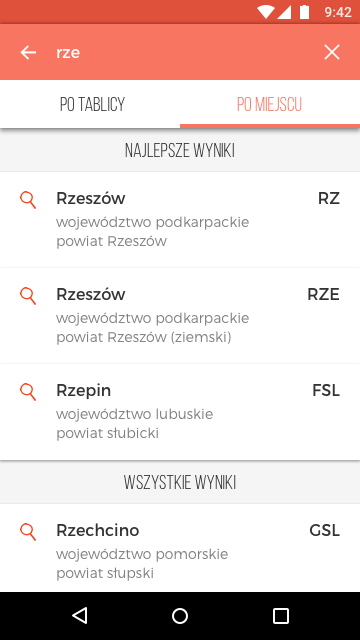 9:42
rze
PO TABLICY
PO MIEJSCU
NAJLEPSZE WYNIKI
Rzeszów RZ
województwo podkarpackie
powiat Rzeszów
Rzeszów RZE
województwo podkarpackie
powiat Rzeszów (ziemski)
Rzepin FSL
województwo lubuskie
powiat słubicki
WSZYSTKIE WYNIKI
Rzechcino GSL
województwo pomorskie
powiat słupski